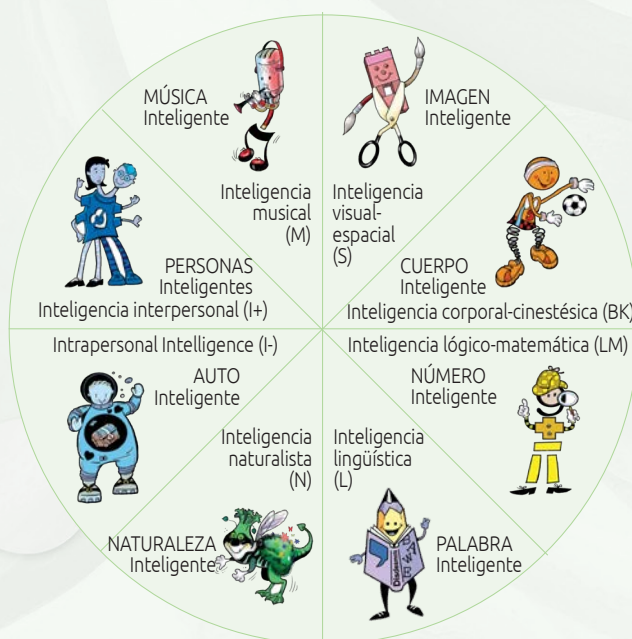 MÚSICA
Inteligente
Inteligencia
musical
(M)
IMAGEN
Inteligente
Inteligencia
visual-
espacial
(S)
CUERPO
Inteligente
Inteligencia corporal-cinestésica (BK)
PERSONAS
Inteligentes
Inteligencia interpersonal (I+)
Intrapersonal Intelligence (I-)
AUTO
Inteligente
Inteligencia lógico-matemática (LM)
NÚMERO
Inteligente
Inteligencia
naturalista
(N)
NATURALEZA
Inteligente
Inteligencia
lingüística
(L)
PALABRA
Inteligente